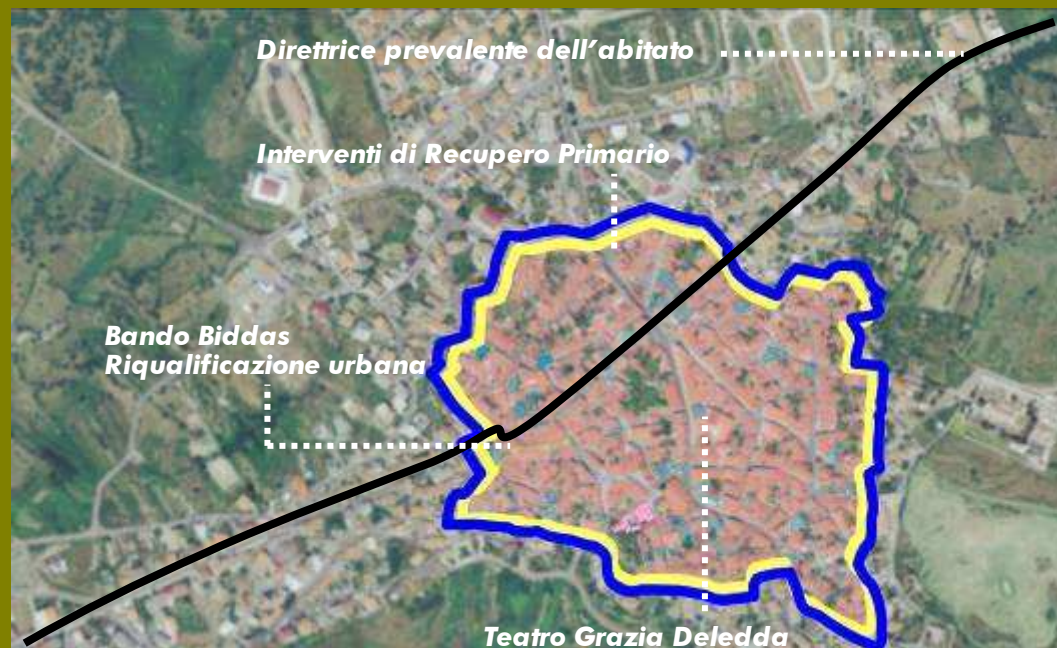 Direttrice prevalente dell'abitato
Interventi di Recupero Primario
Bando Biddas
Riqualificazione urbana
Teatro Grazia Deledda